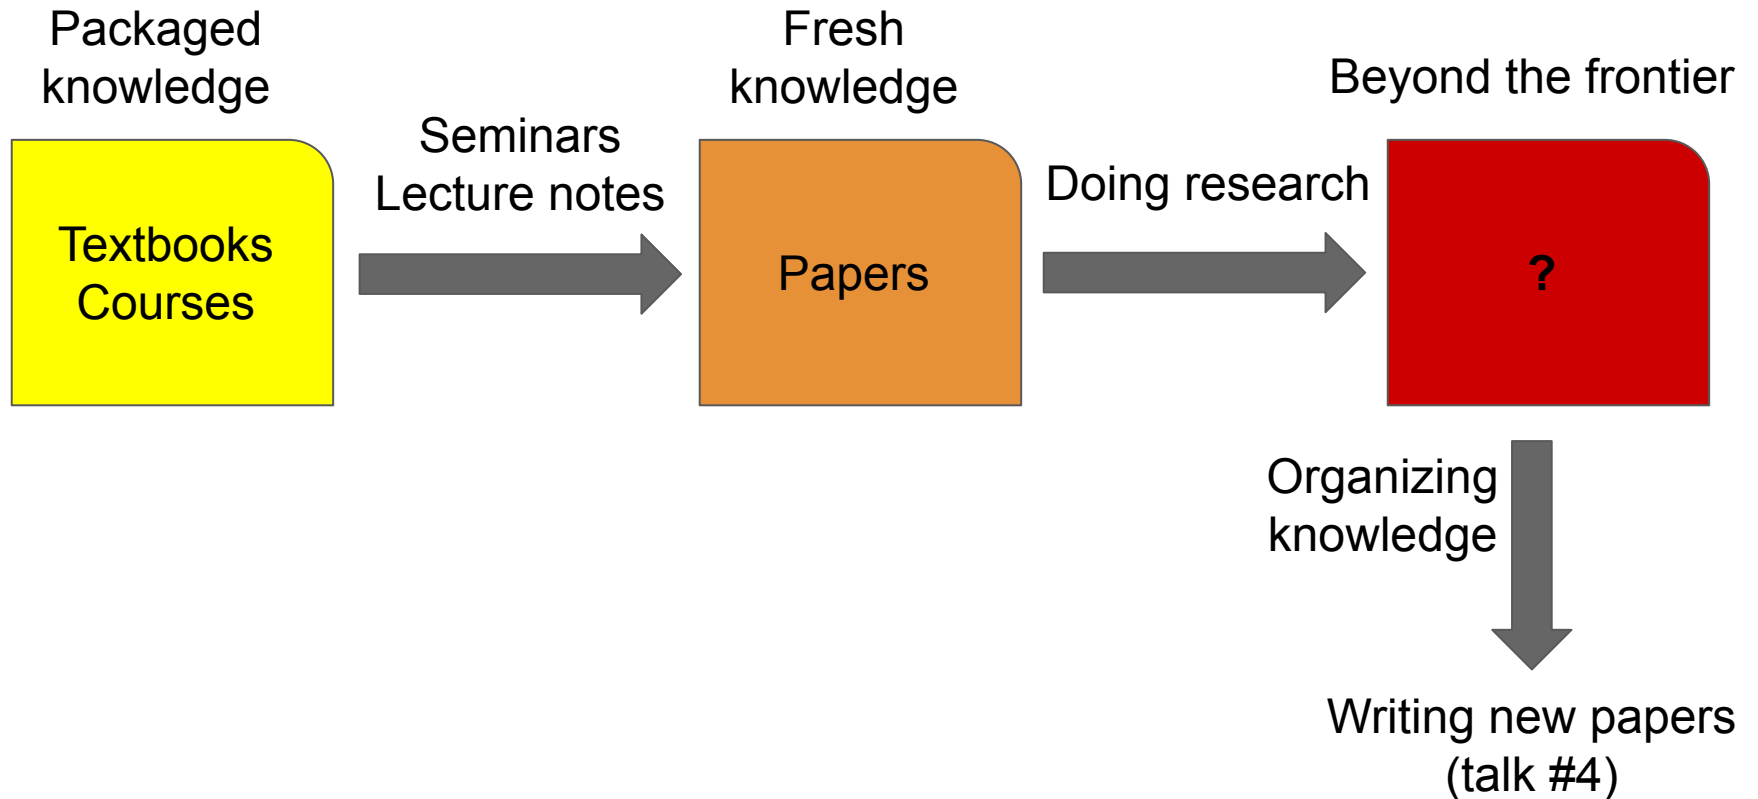 Packaged
knowledge
Textbooks
Courses
Seminars
Lecture notes
Fresh
knowledge
Papers
Doing research
Beyond the frontier
?
Organizing
knowledge
Writing new papers
(talk #4)